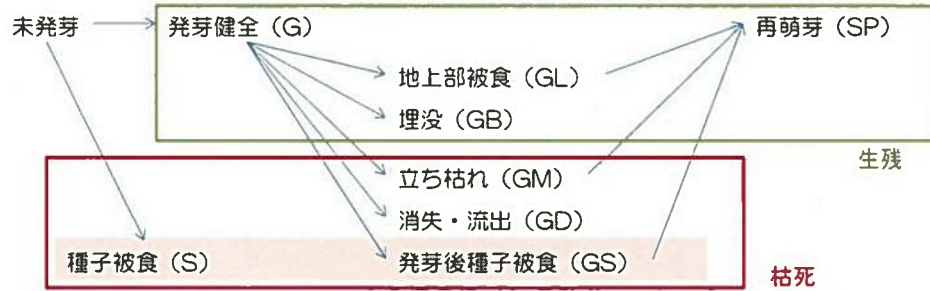 未発芽
発芽健全（G）
再萌芽（SP）
地上部被食（GL）
埋没（GB）
生残
立ち枯れ（GM）
消失・流出（GD）
種子被食（S）
発芽後種子被食（GS）
枯死